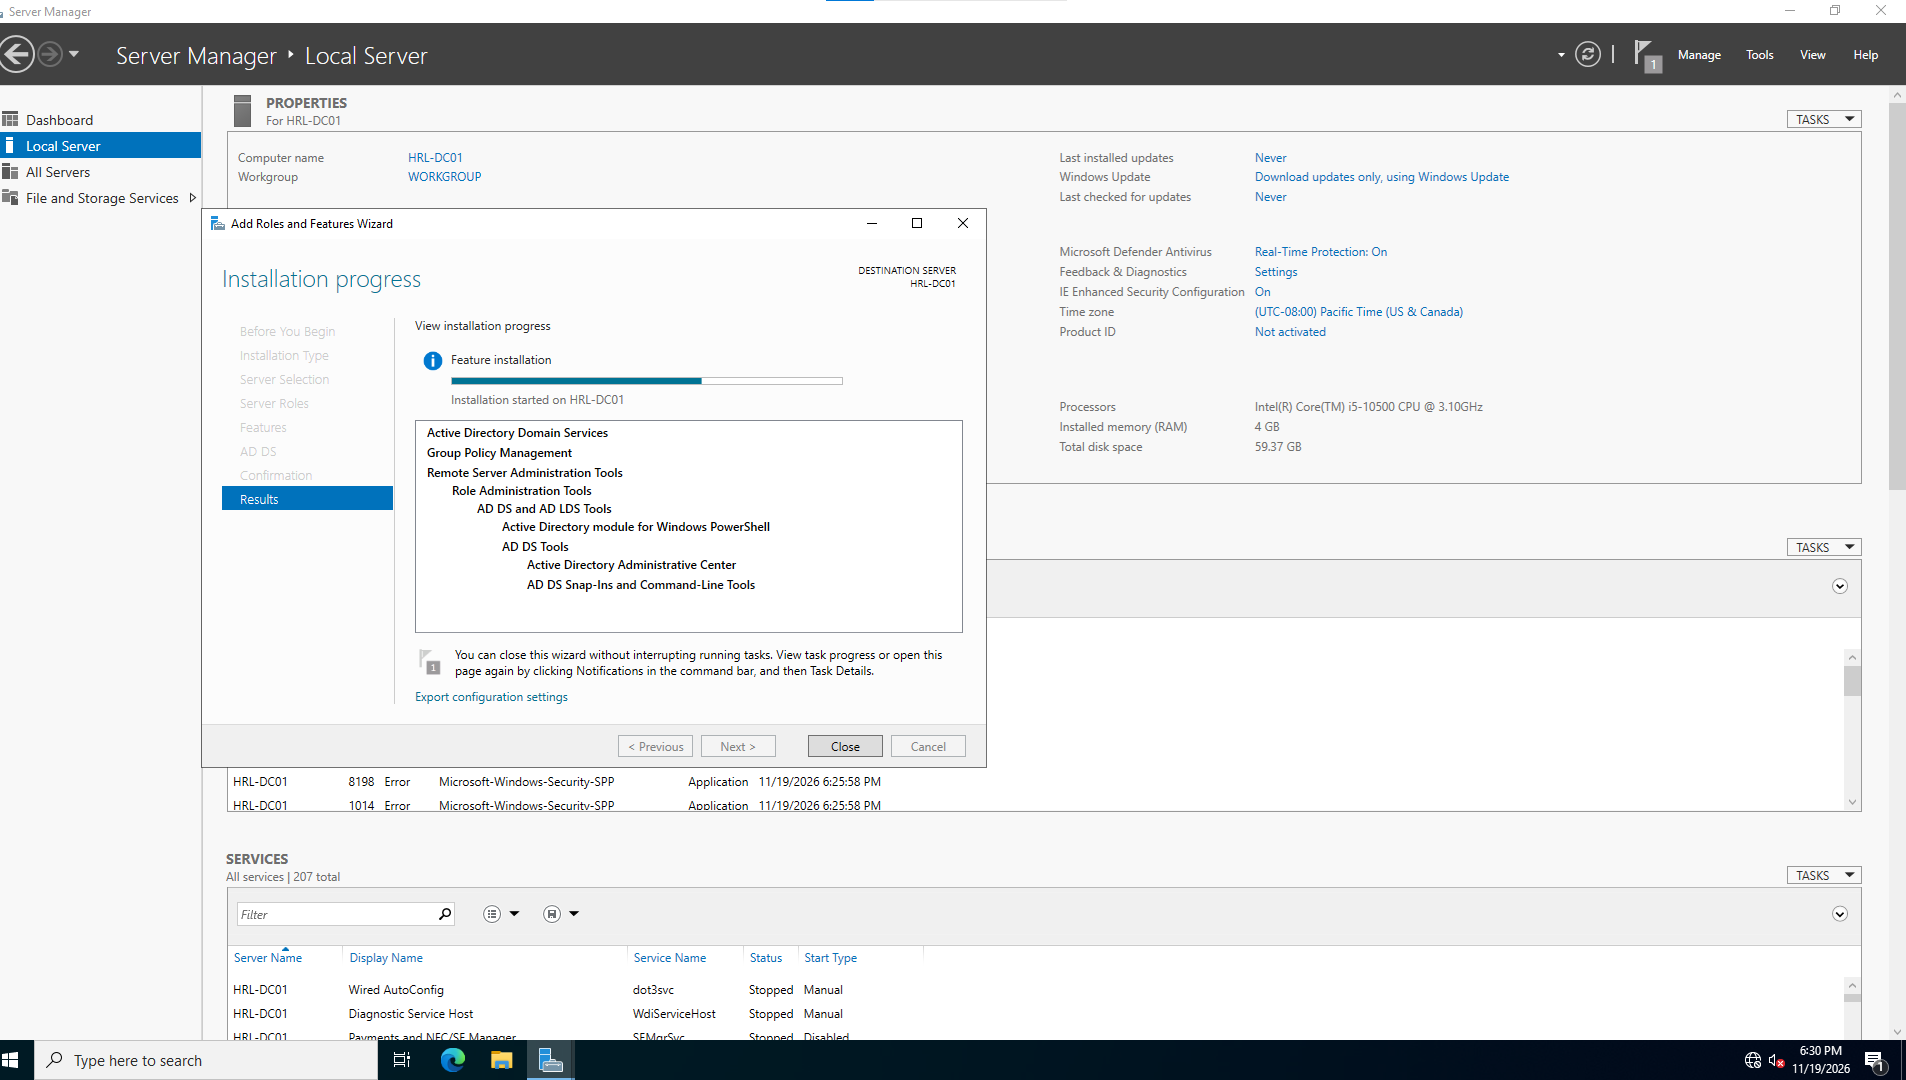 Server Manager
Server Manager ‣ Local Server
1
Manage
Tools
View
Help
Dashboard
Local Server
All Servers
File and Storage Services
PROPERTIES
For HRL-DC01
TASKS
Computer name HRL-DC01
Workgroup WORKGROUP
Last installed updates Never
Windows Update Download updates only, using Windows Update
Last checked for updates Never
Microsoft Defender Antivirus Real-Time Protection: On
Feedback & Diagnostics Settings
IE Enhanced Security Configuration On
Time zone (UTC-08:00) Pacific Time (US & Canada)
Product ID Not activated
Processors Intel(R) Core(TM) i5-10500 CPU @ 3.10GHz
Installed memory (RAM) 4 GB
Total disk space 59.37 GB
TASKS
Add Roles and Features Wizard
Installation progress
DESTINATION SERVER
HRL-DC01
Before You Begin
Installation Type
Server Selection
Server Roles
Features
AD DS
Confirmation
Results
View installation progress
Feature installation
Installation started on HRL-DC01
Active Directory Domain Services
Group Policy Management
Remote Server Administration Tools
Role Administration Tools
AD DS and AD LDS Tools
Active Directory module for Windows PowerShell
AD DS Tools
Active Directory Administrative Center
AD DS Snap-Ins and Command-Line Tools
1
You can close this wizard without interrupting running tasks. View task progress or open this
page again by clicking Notifications in the command bar, and then Task Details.
Export configuration settings
< Previous
Next >
Close
Cancel
HRL-DC01 8198 Error Microsoft-Windows-Security-SPP Application 11/19/2026 6:25:58 PM
HRL-DC01 1014 Error Microsoft-Windows-Security-SPP Application 11/19/2026 6:25:58 PM
SERVICES
All services | 207 total
TASKS
Filter
Server Name Display Name Service Name Status Start Type
HRL-DC01 Wired AutoConfig dot3svc Stopped Manual
HRL-DC01 Diagnostic Service Host WdiServiceHost Stopped Manual
HRL-DC01 Payments and NFC/SE Manager SEMgrSvc Stopped Disabled
Type here to search
6:30 PM
11/19/2026
1